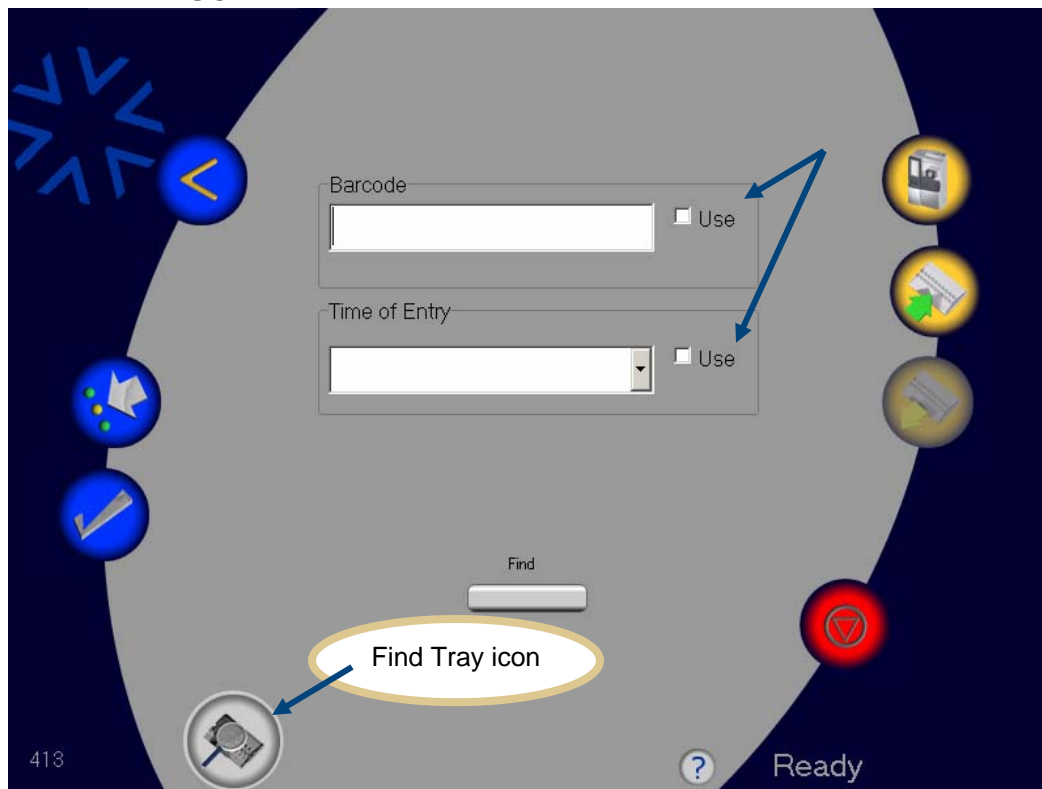 Barcode
Use
Time of Entry
Use
Find
Find Tray icon
413
?
Ready